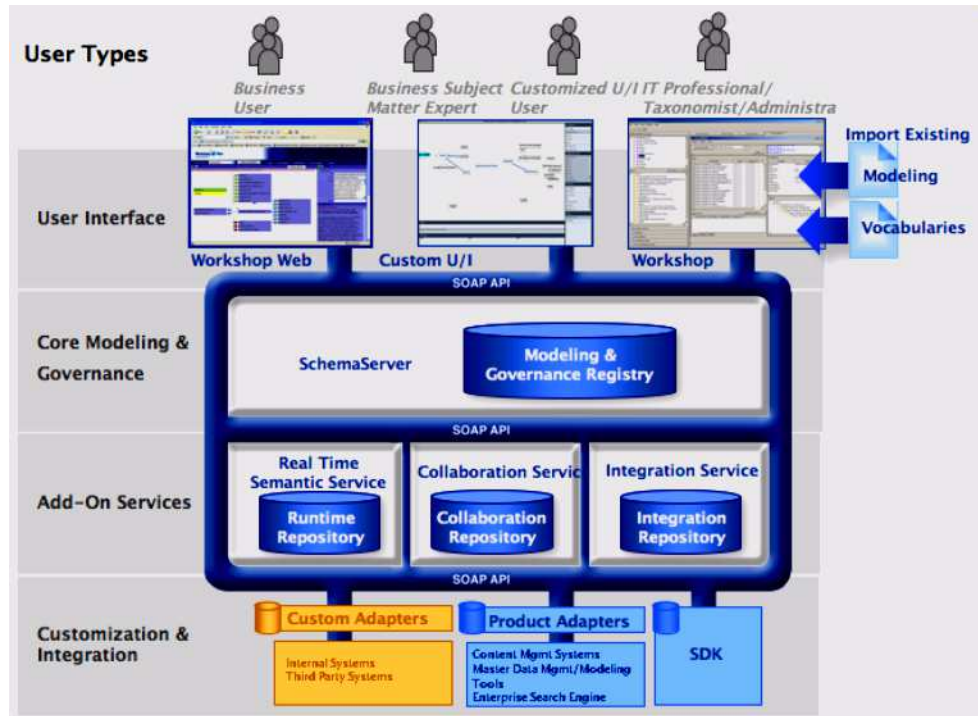 User Types
Business
User
Business Subject
Matter Expert
Customized U/I
User
IT Professional/
Taxonomist/Administra
Import Existing
Modeling
Vocabularies
User Interface
Workshop Web
Custom U/I
Workshop
SOAP API
Core Modeling &
Governance
SchemaServer
Modeling &
Governance Registry
SOAP API
Add-On Services
Real Time
Semantic Service
Runtime
Repository
Collaboration Servic
Collaboration
Repository
Integration Service
Integration
Repository
SOAP API
Customization &
Integration
Custom Adapters
Internal Systems
Third Party Systems
Product Adapters
Content Mgmt Systems
Master Data Mgmt/Modeling
Tools
Enterprise Search Engine
SDK